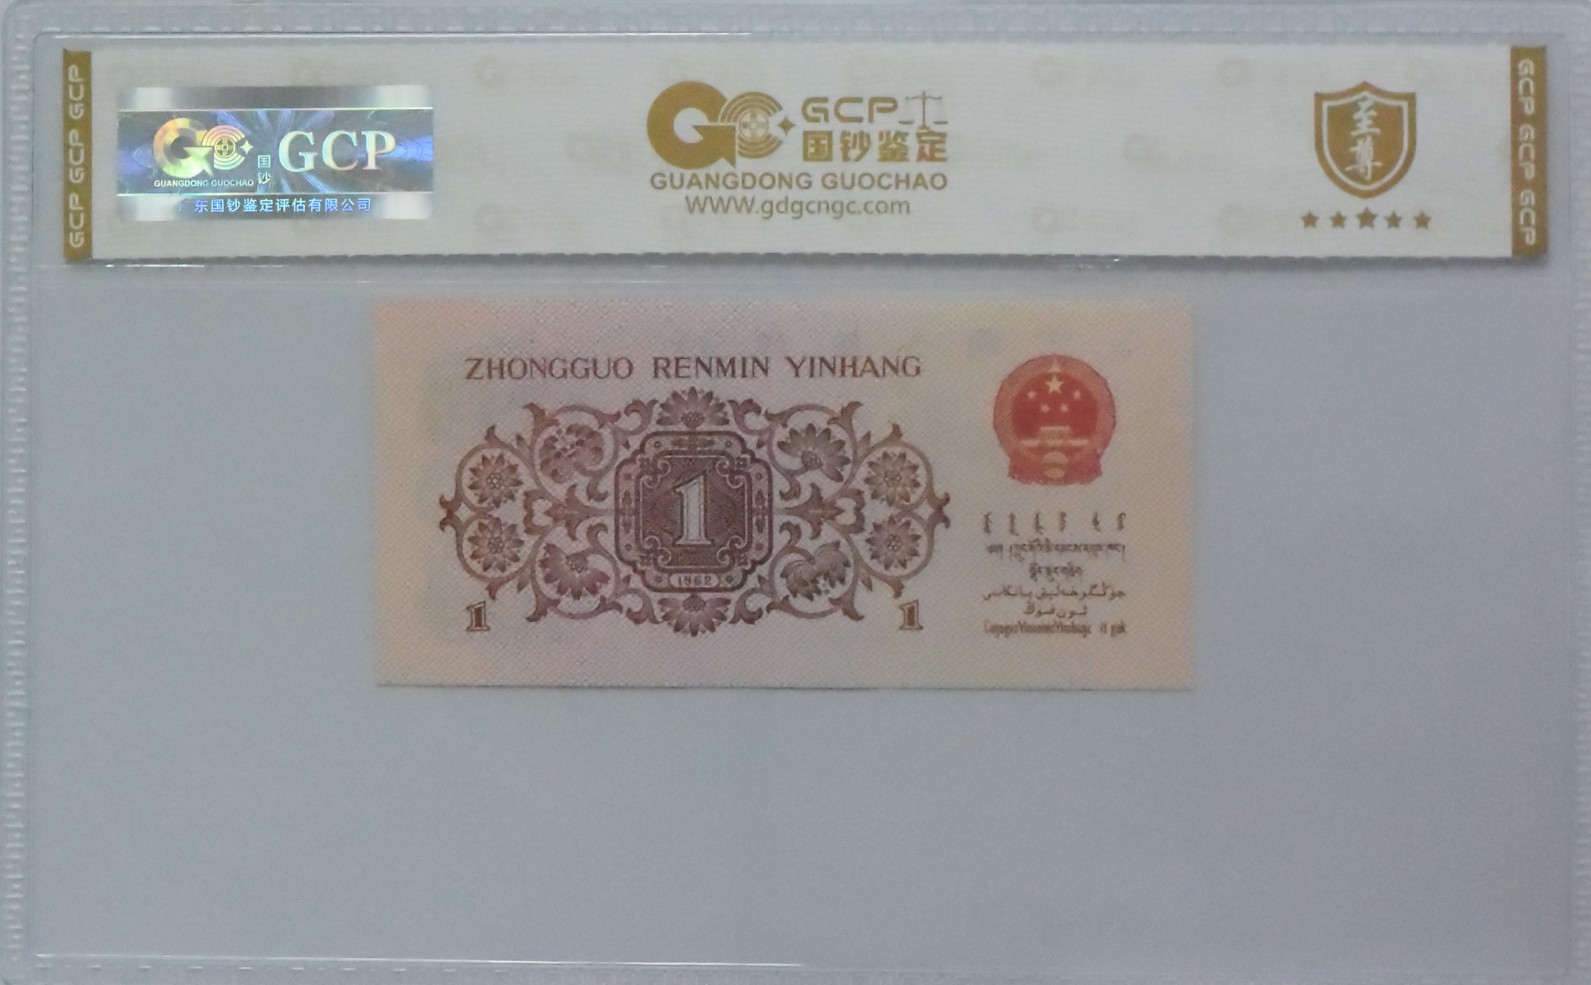 GCP GCP GCP
国钞
GCP
GUANGDONG GUOCHAO
广东国钞鉴定评估有限公司
GCP
国钞鉴定
GUANGDONG GUOCHAO
WWW.gdgcngc.com
至尊
GCP GCP GCP
ZHONGGUO RENMIN YINHANG
1
1962
1
1